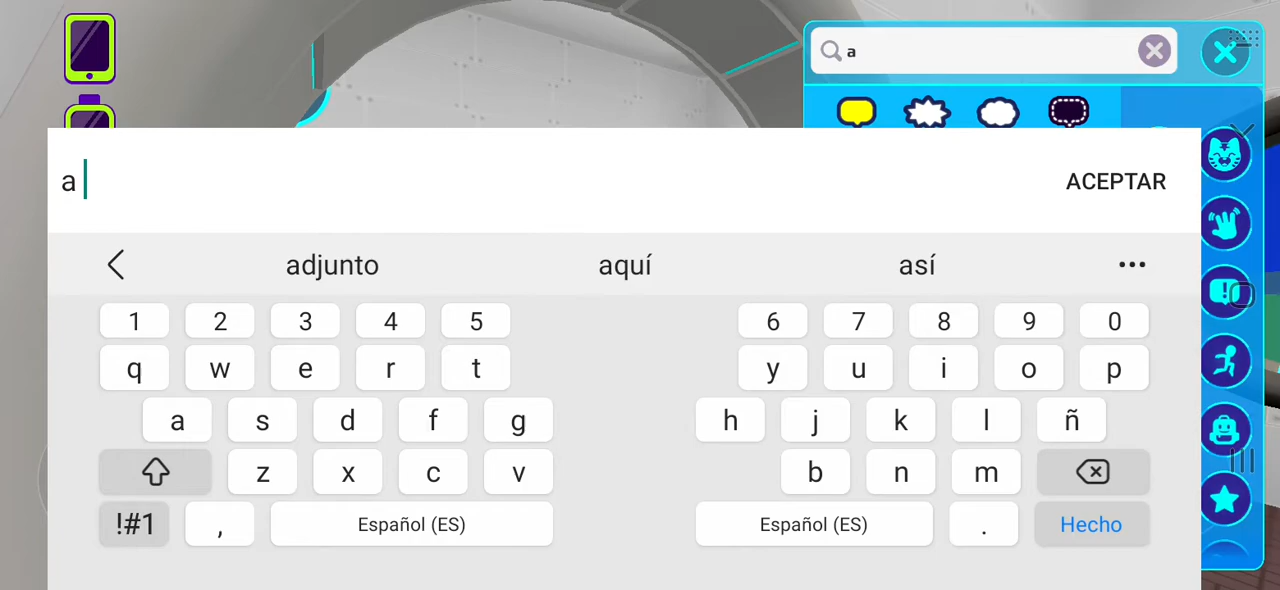 a
a
ACEPTAR
adjunto aquí así
1 2 3 4 5 6 7 8 9 0
q w e r t y u i o p
a s d f g h j k l ñ
z x c v b n m
!#1 , Español (ES) Español (ES) . Hecho